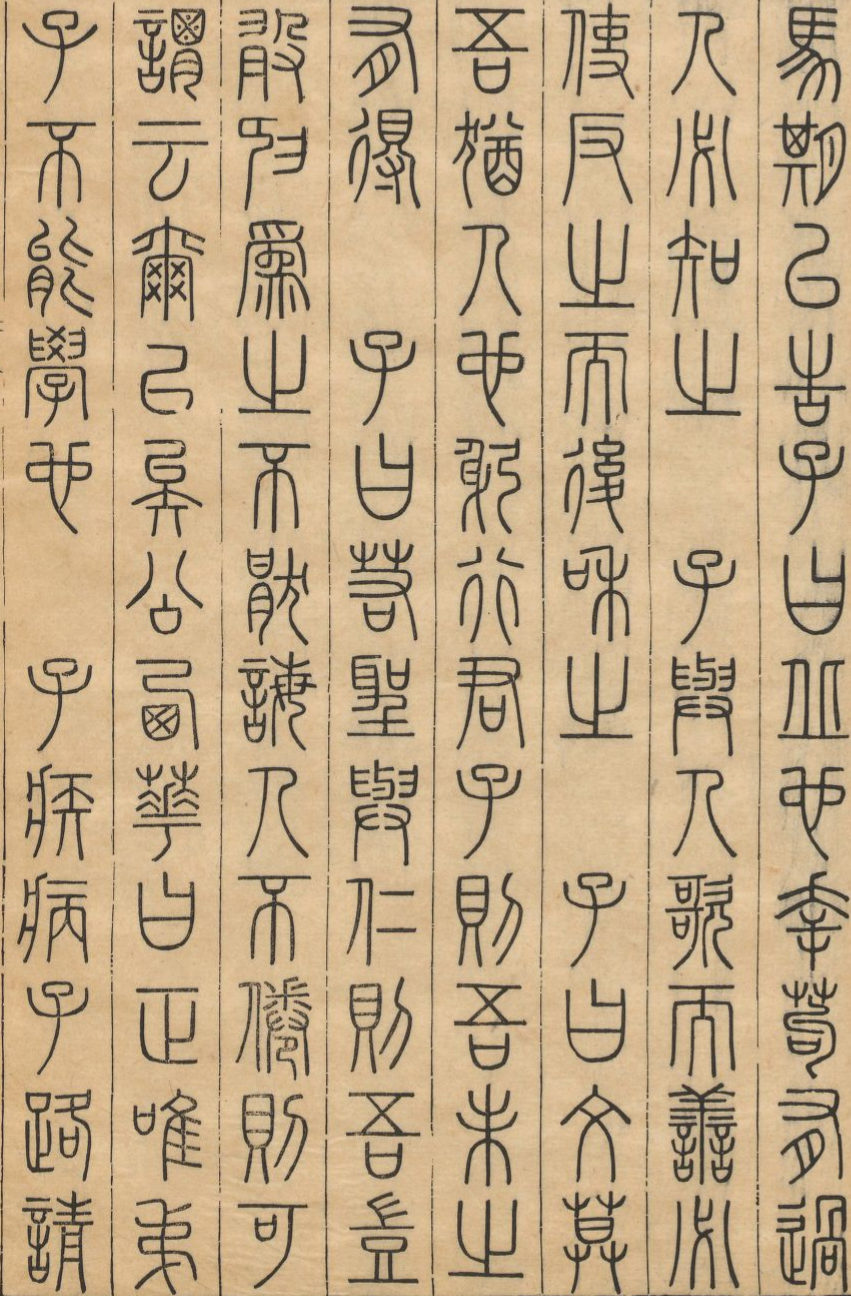 馬期以告子曰丘也幸苟有過
人必知之　子與人歌而善必
使反之而後和之　子曰文莫
吾猶人也躬行君子則吾未之
有得　子曰若聖與仁則吾豈
敢抑爲之不厭誨人不倦則可
謂云爾已矣公西華曰正唯弟
子不能學也　子疾病子路請